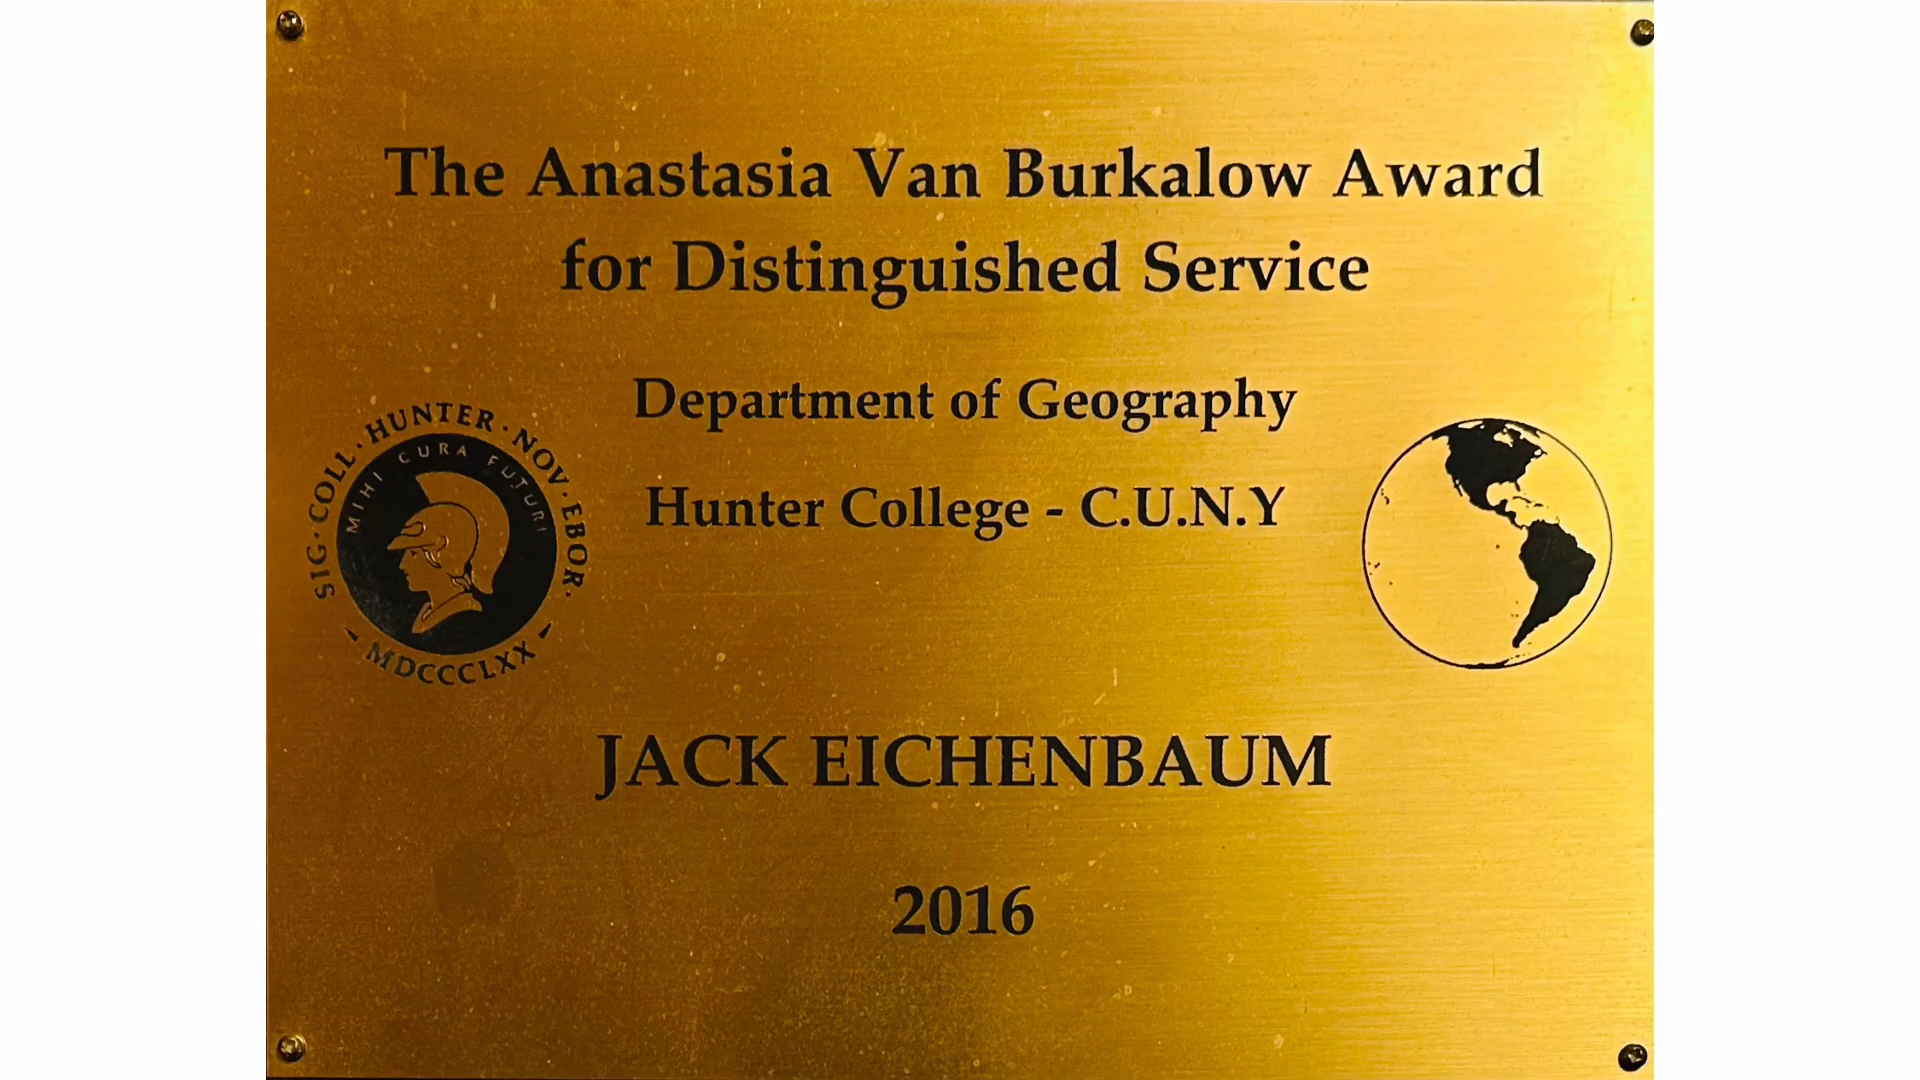 The Anastasia Van Burkalow Award
for Distinguished Service
Department of Geography
Hunter College - C.U.N.Y
SIG·COLL·HUNTER·NOV·EBOR.
MIHI CURA FUTURI
MDCCCLXX
JACK EICHENBAUM
2016